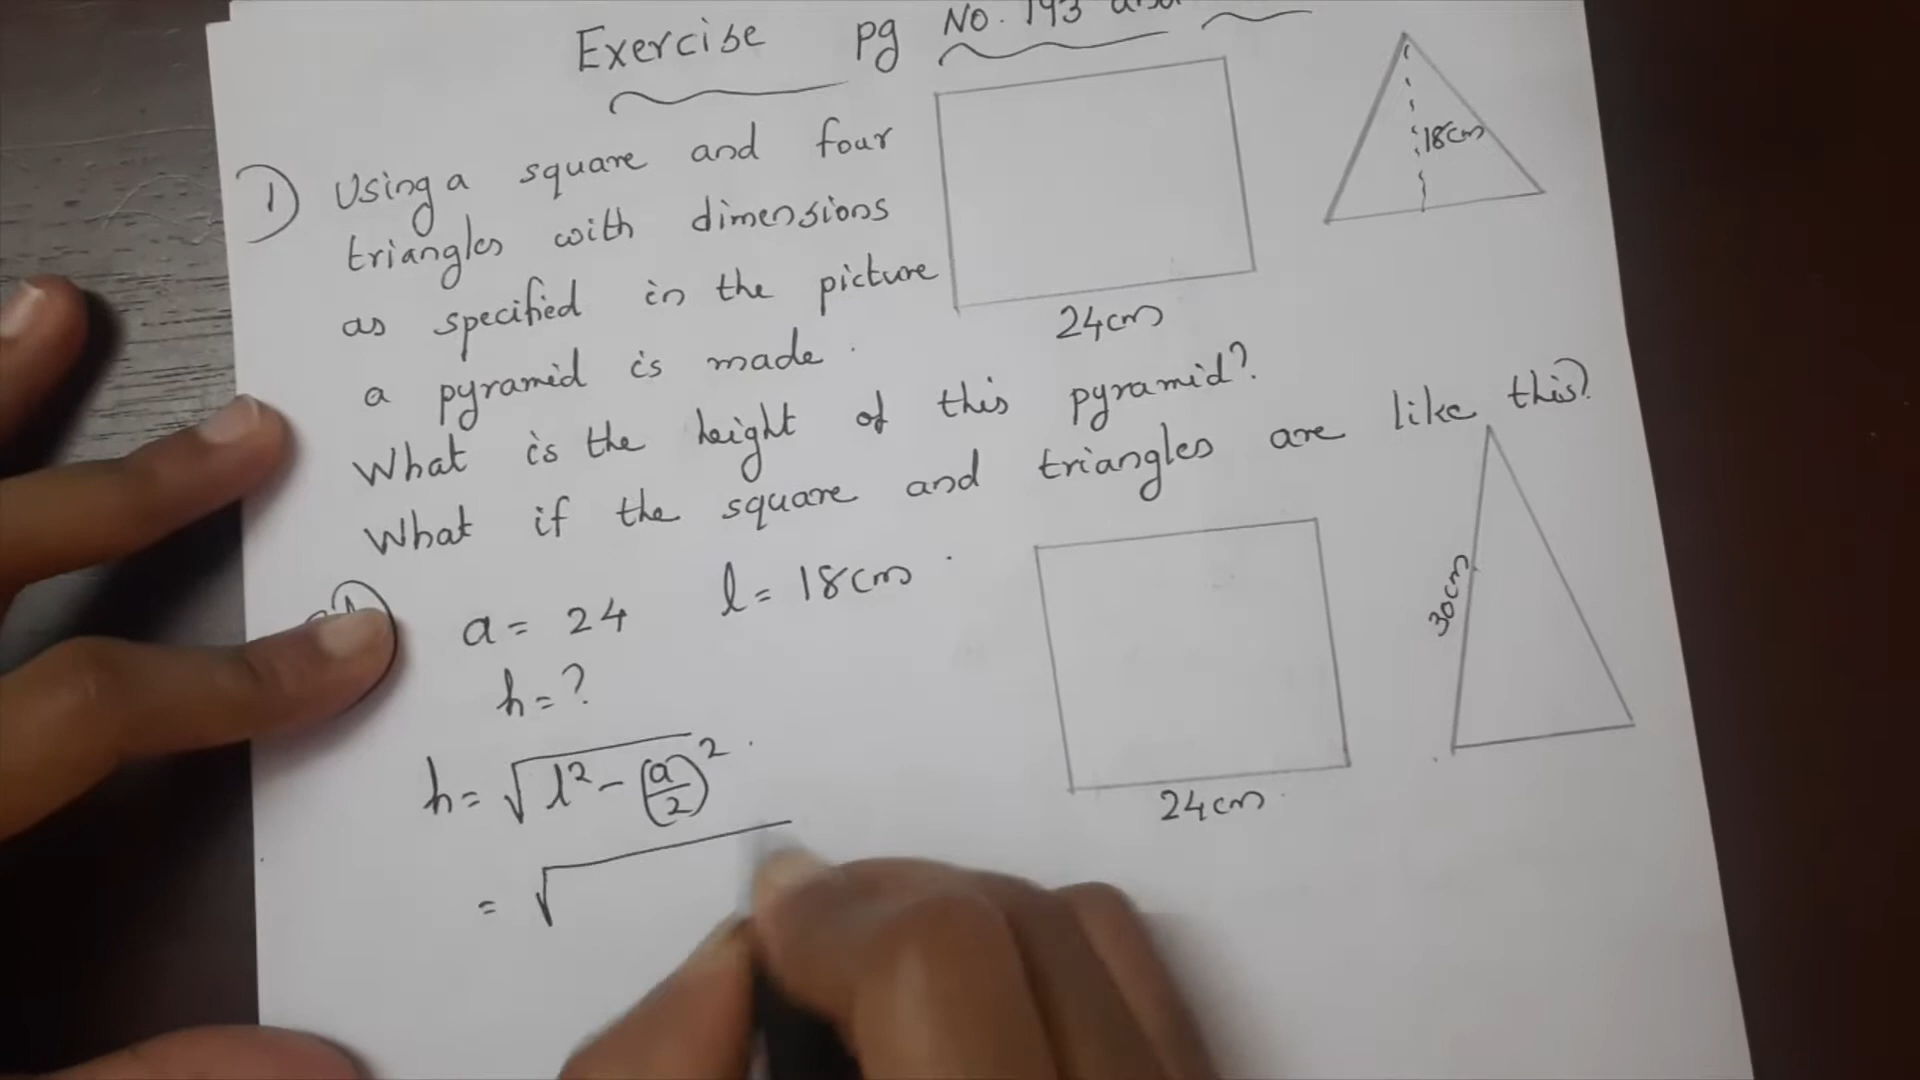 Exercise pg No. 193
1) Using a square and four
triangles with dimensions
as specified in the picture
a pyramid is made.
18cm
24cm
What is the height of this pyramid?
What if the square and triangles are like this?
a = 24 l = 18cm
h = ?
h = √l² - (a/2)²
= √
30cm
24cm